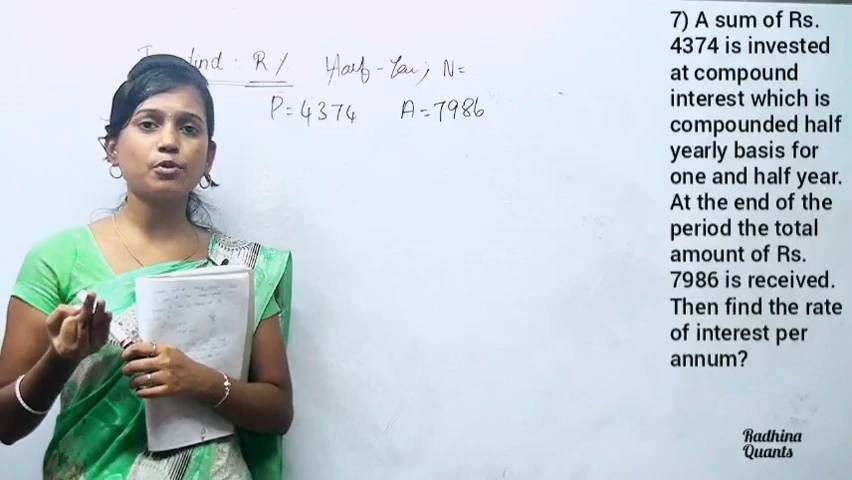 find : R / Half - Year ; N =
P = 4374 A = 7986
7) A sum of Rs.
4374 is invested
at compound
interest which is
compounded half
yearly basis for
one and half year.
At the end of the
period the total
amount of Rs.
7986 is received.
Then find the rate
of interest per
annum?
Radhina
Quants